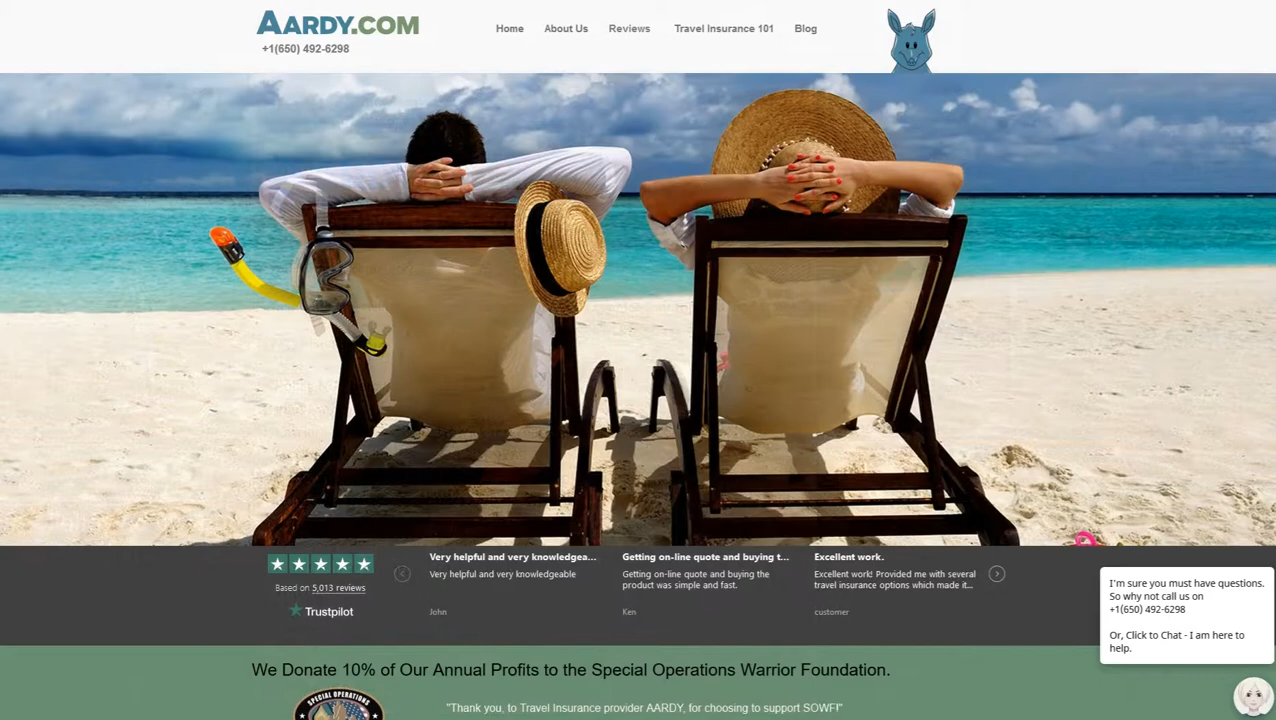 AARDY.COM
+1(650) 492-6298
Home About Us Reviews Travel Insurance 101 Blog
Based on 5,013 reviews
Trustpilot
Very helpful and very knowledgea...
Very helpful and very knowledgeable
John
Getting on-line quote and buying t...
Getting on-line quote and buying the
product was simple and fast.
Ken
Excellent work.
Excellent work! Provided me with several
travel insurance options which made it...
customer
I'm sure you must have questions.
So why not call us on
+1(650) 492-6298
Or, Click to Chat - I am here to
help.
We Donate 10% of Our Annual Profits to the Special Operations Warrior Foundation.
SPECIAL OPERATIONS
"Thank you, to Travel Insurance provider AARDY, for choosing to support SOWF!"